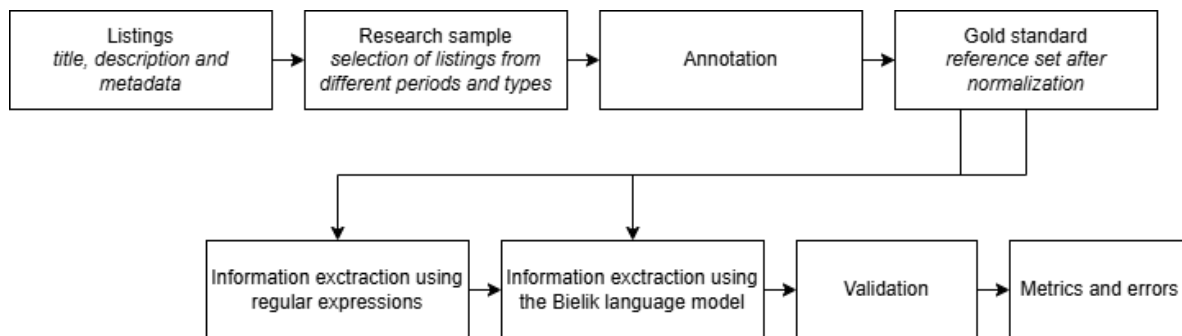 Listings
title, description and
metadata
Research sample
selection of listings from
different periods and types
Annotation
Gold standard
reference set after
normalization
Information exctraction using
regular expressions
Information exctraction using
the Bielik language model
Validation
Metrics and errors